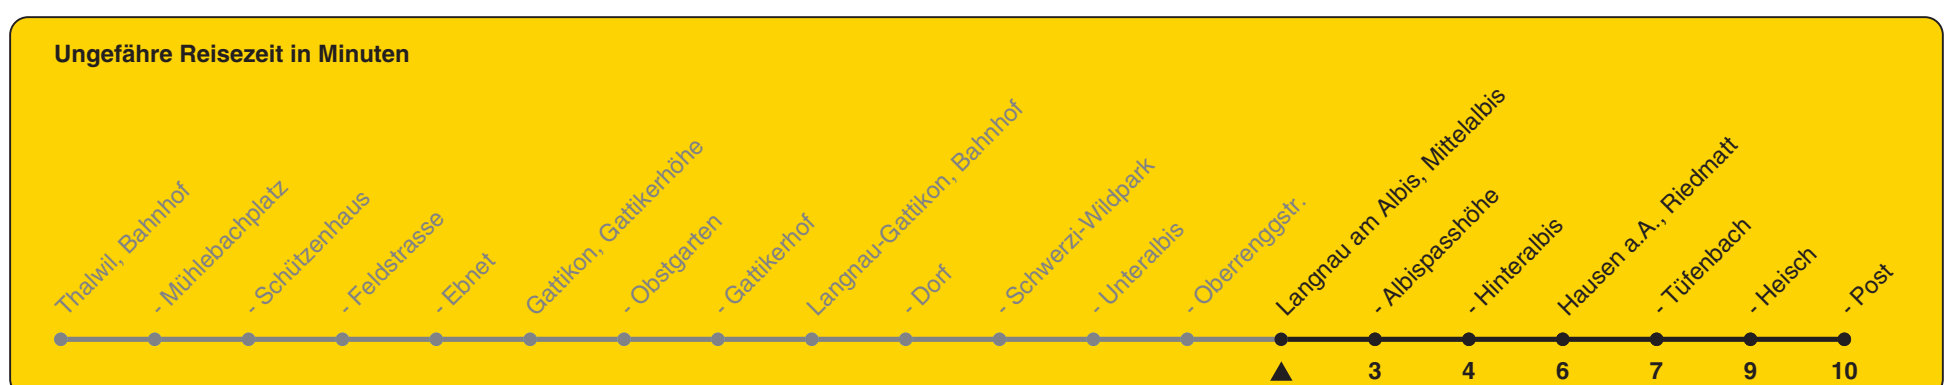 Ungefähre Reisezeit in Minuten
Thalwil, Bahnhof
- Mühlebachplatz
- Schützenhaus
- Feldstrasse
- Ebnet
Gattikon, Gattikerhöhe
- Obstgarten
- Gattikerhof
Langnau-Gattikon, Bahnhof
- Dorf
- Schwerzi-Wildpark
- Unteralbis
- Oberrenggstr.
Langnau am Albis, Mittelalbis
- Albispasshöhe
- Hinteralbis
Hausen a.A., Riedmatt
- Tüfenbach
- Heisch
- Post
3 4 6 7 9 10